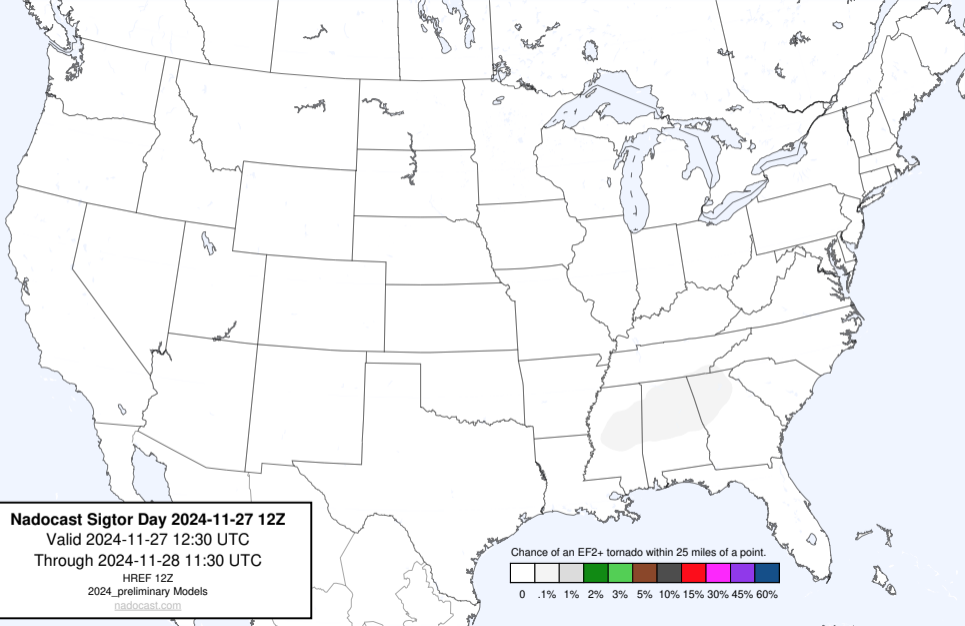 Nadocast Sigtor Day 2024-11-27 12Z
Valid 2024-11-27 12:30 UTC
Through 2024-11-28 11:30 UTC
HREF 12Z
2024_preliminary Models
nadocast.com
Chance of an EF2+ tornado within 25 miles of a point.
0 .1% 1% 2% 3% 5% 10% 15% 30% 45% 60%